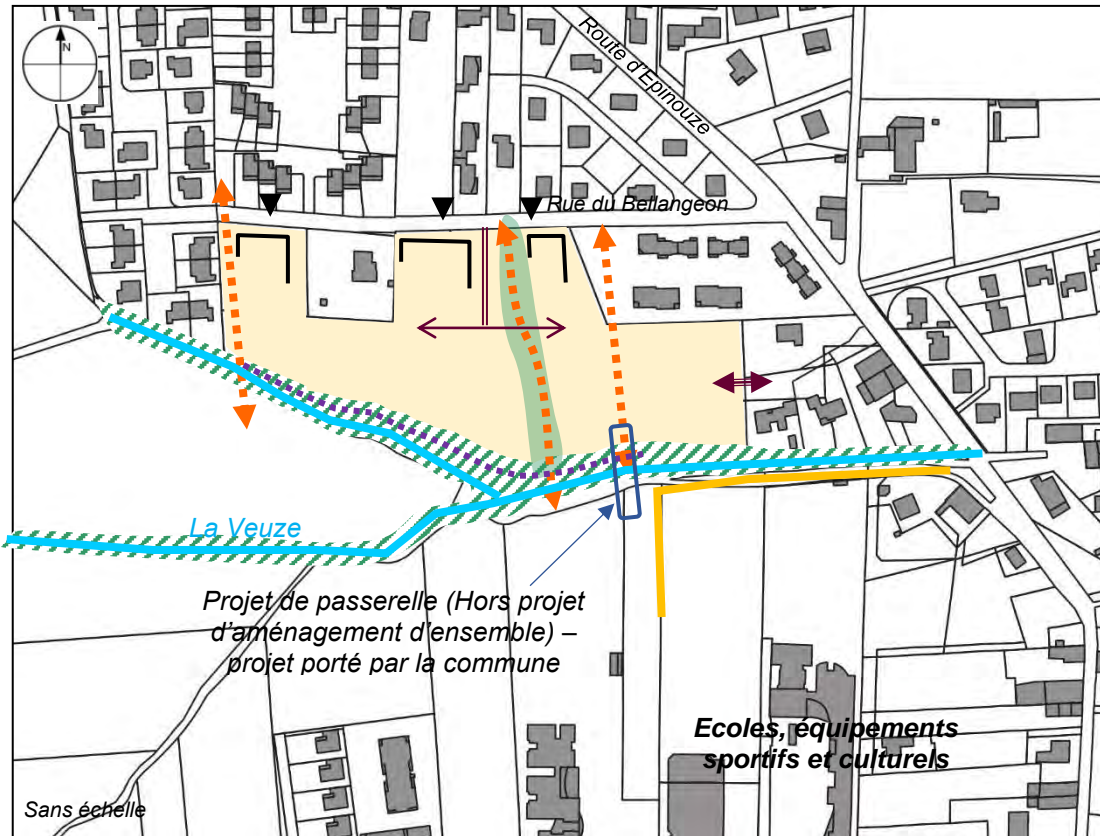 N
Route d'Epinouze
Rue du Bellangeon
La Veuze
Projet de passerelle (Hors projet
d'aménagement d'ensemble) –
projet porté par la commune
Ecoles, équipements
sportifs et culturels
Sans échelle